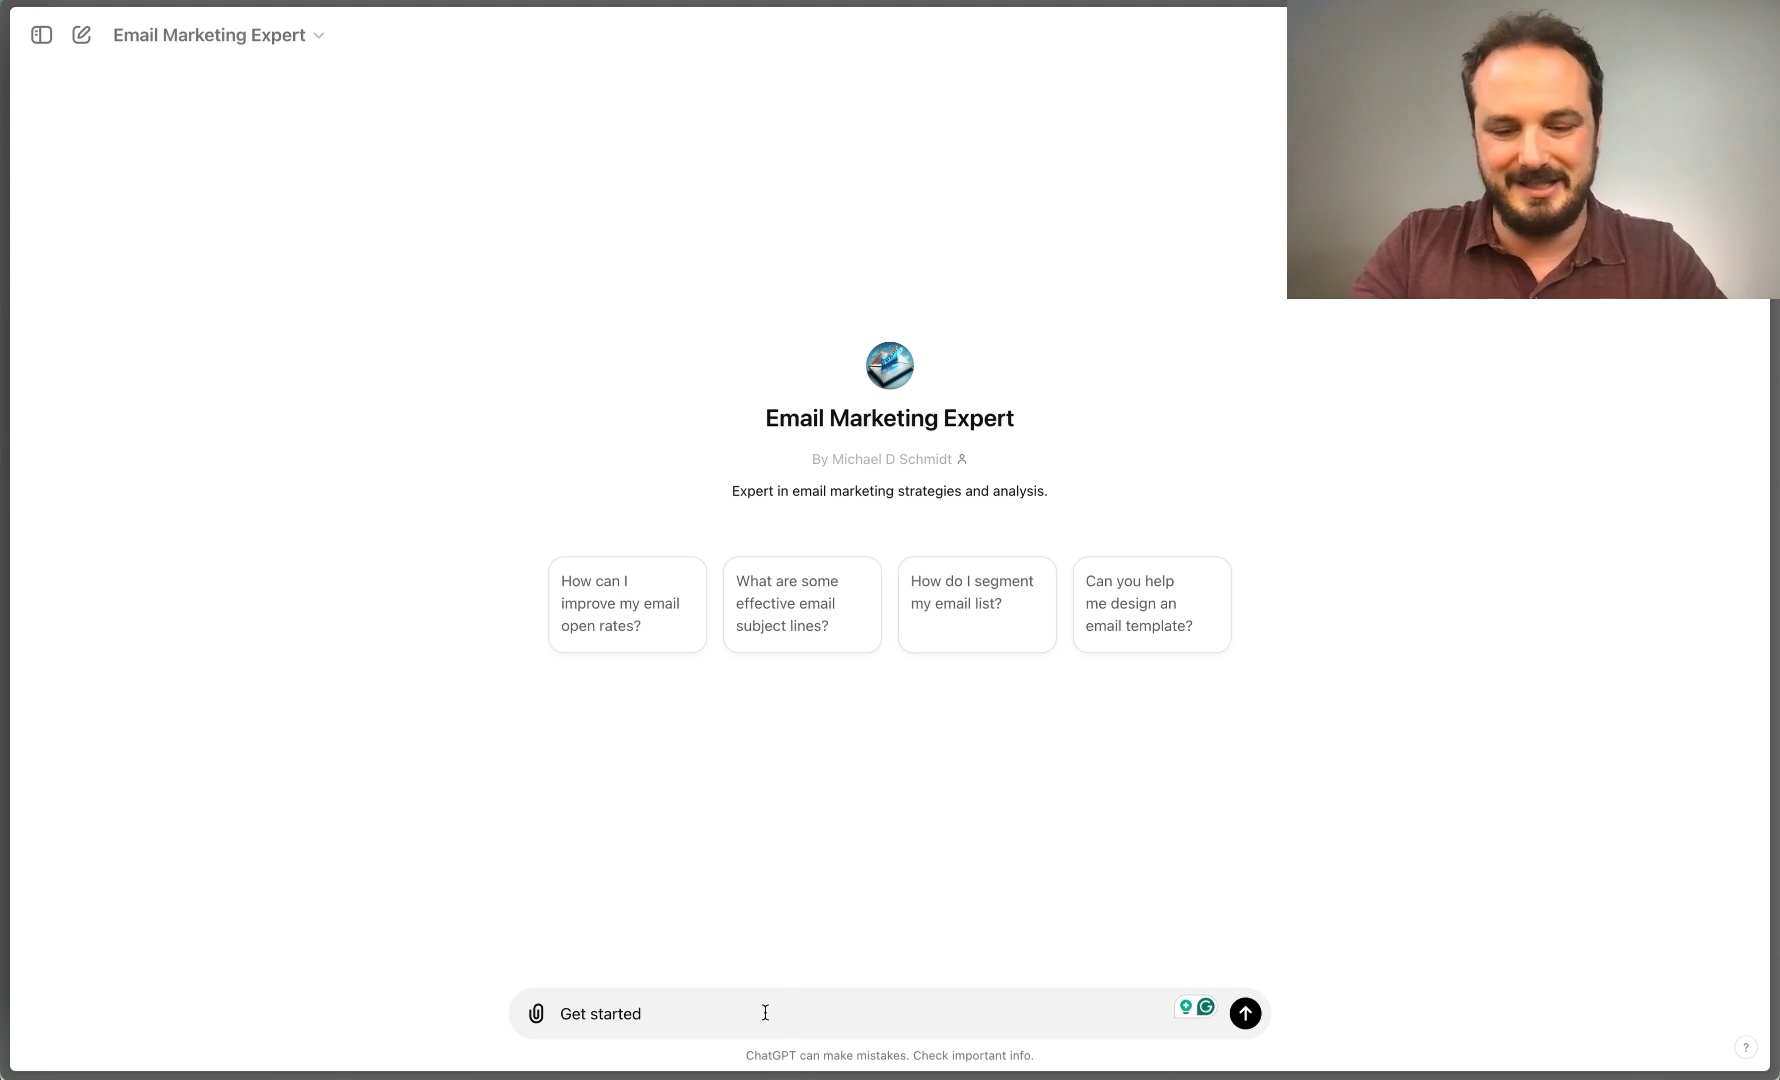 Email Marketing Expert
Email Marketing Expert
By Michael D Schmidt
Expert in email marketing strategies and analysis.
How can I
improve my email
open rates?
What are some
effective email
subject lines?
How do I segment
my email list?
Can you help
me design an
email template?
Get started
ChatGPT can make mistakes. Check important info.
?